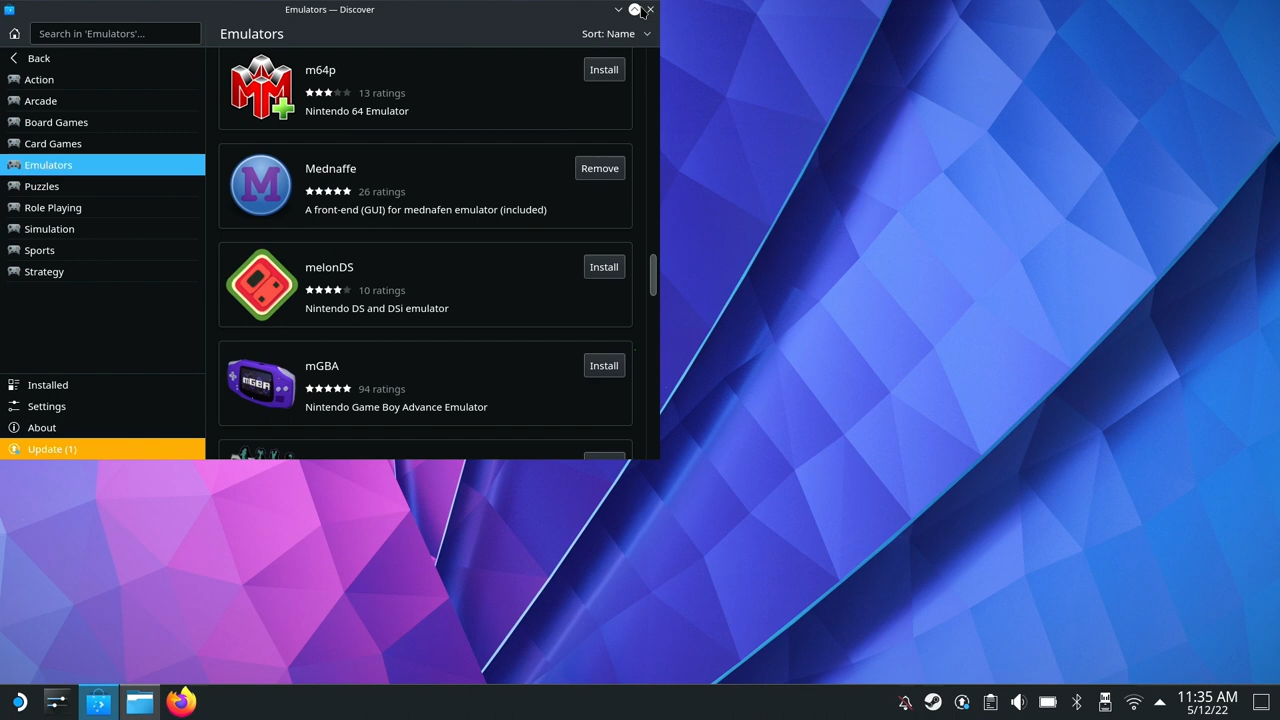 Emulators — Discover
Search in 'Emulators'...
Emulators
Sort: Name
Back
Action
Arcade
Board Games
Card Games
Emulators
Puzzles
Role Playing
Simulation
Sports
Strategy
Installed
Settings
About
Update (1)
m64p
Install
13 ratings
Nintendo 64 Emulator
M
Mednaffe
Remove
26 ratings
A front-end (GUI) for mednafen emulator (included)
melonDS
Install
10 ratings
Nintendo DS and DSi emulator
mGBA
mGBA
Install
94 ratings
Nintendo Game Boy Advance Emulator
11:35 AM
5/12/22